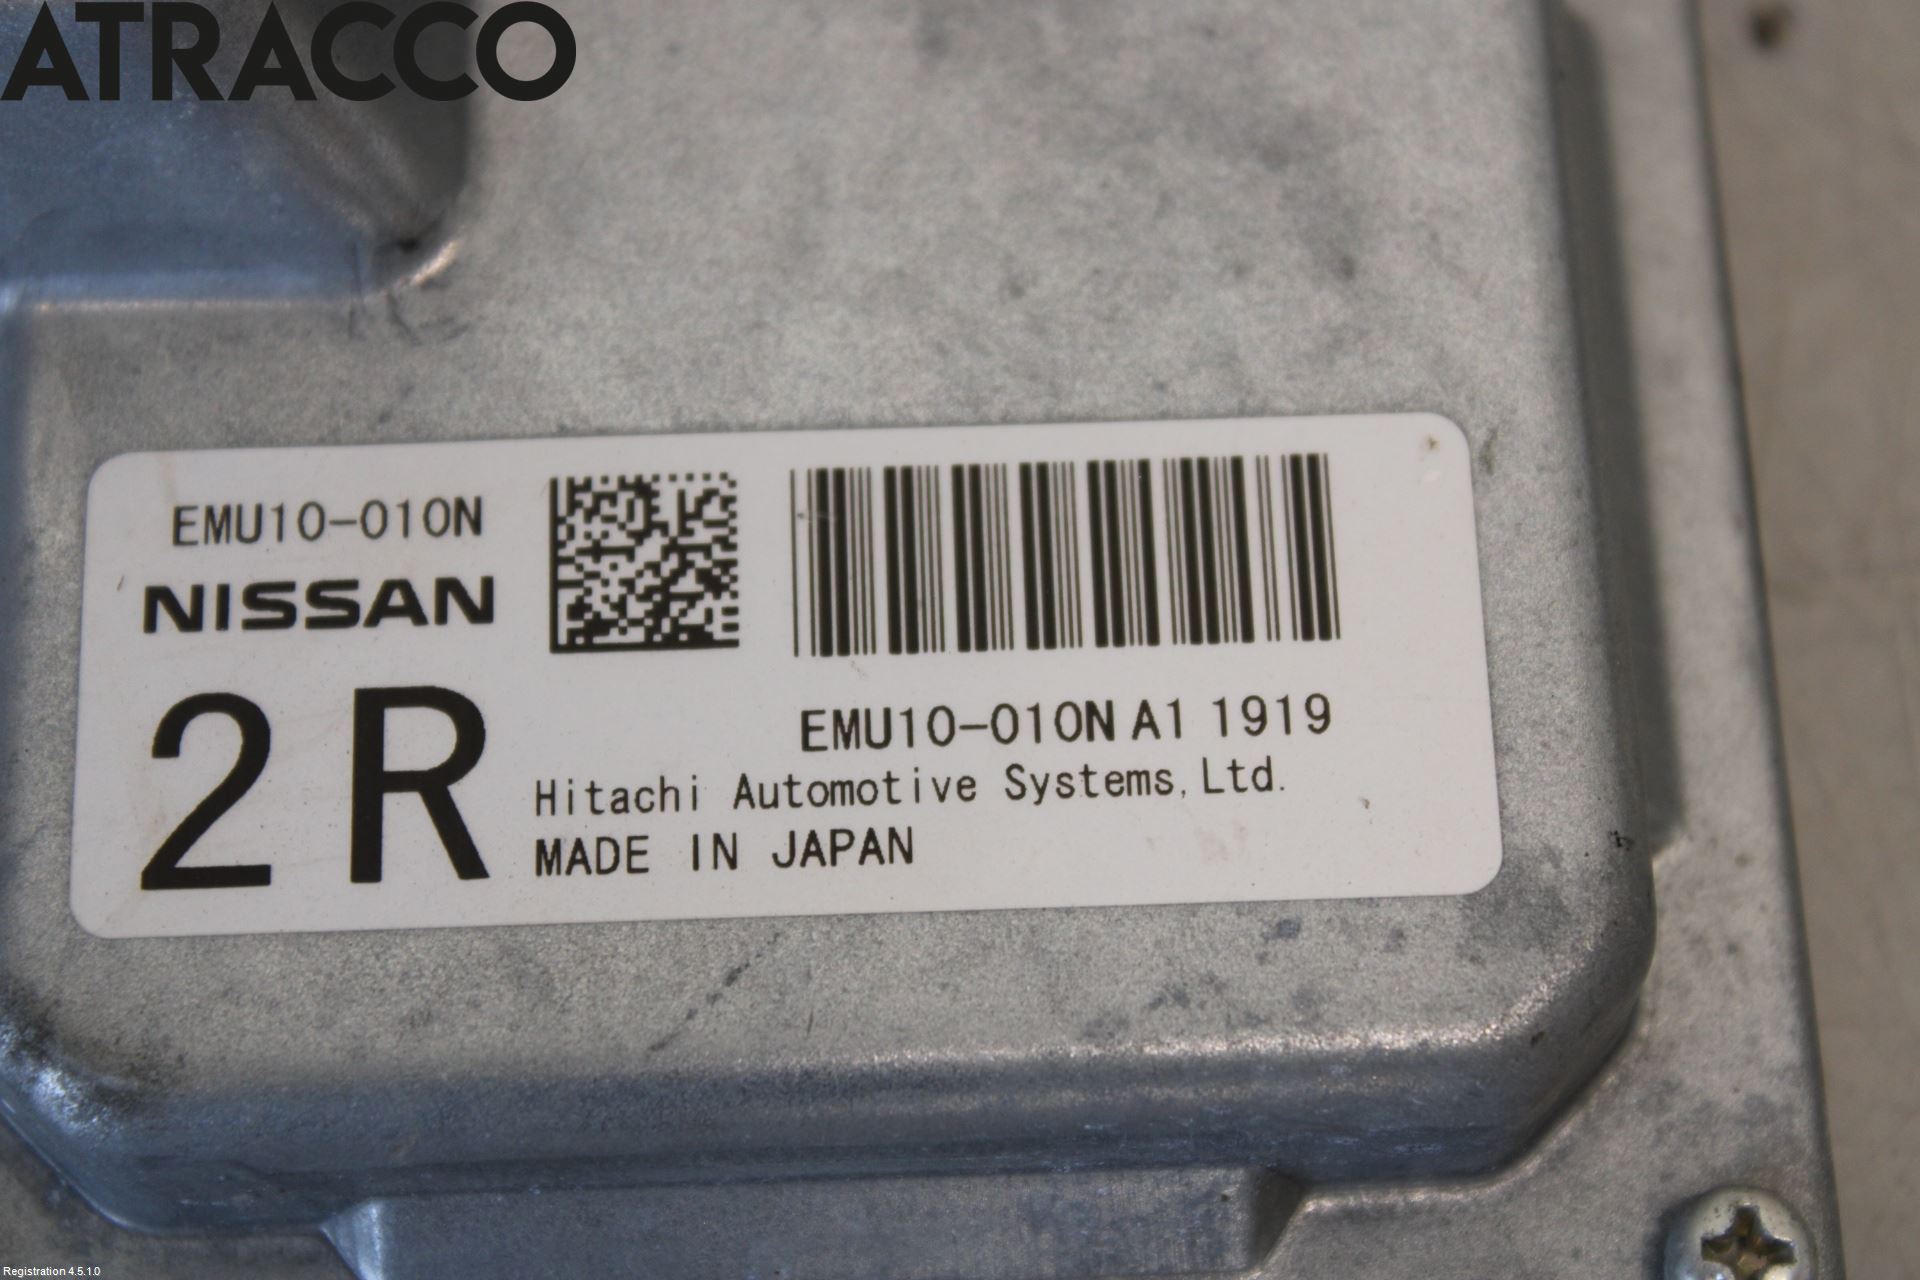 ATRACCO
EMU10-010N
NISSAN
2 R
EMU10-010N A1 1919
Hitachi Automotive Systems, Ltd.
MADE IN JAPAN
Registration 4.5.1.0